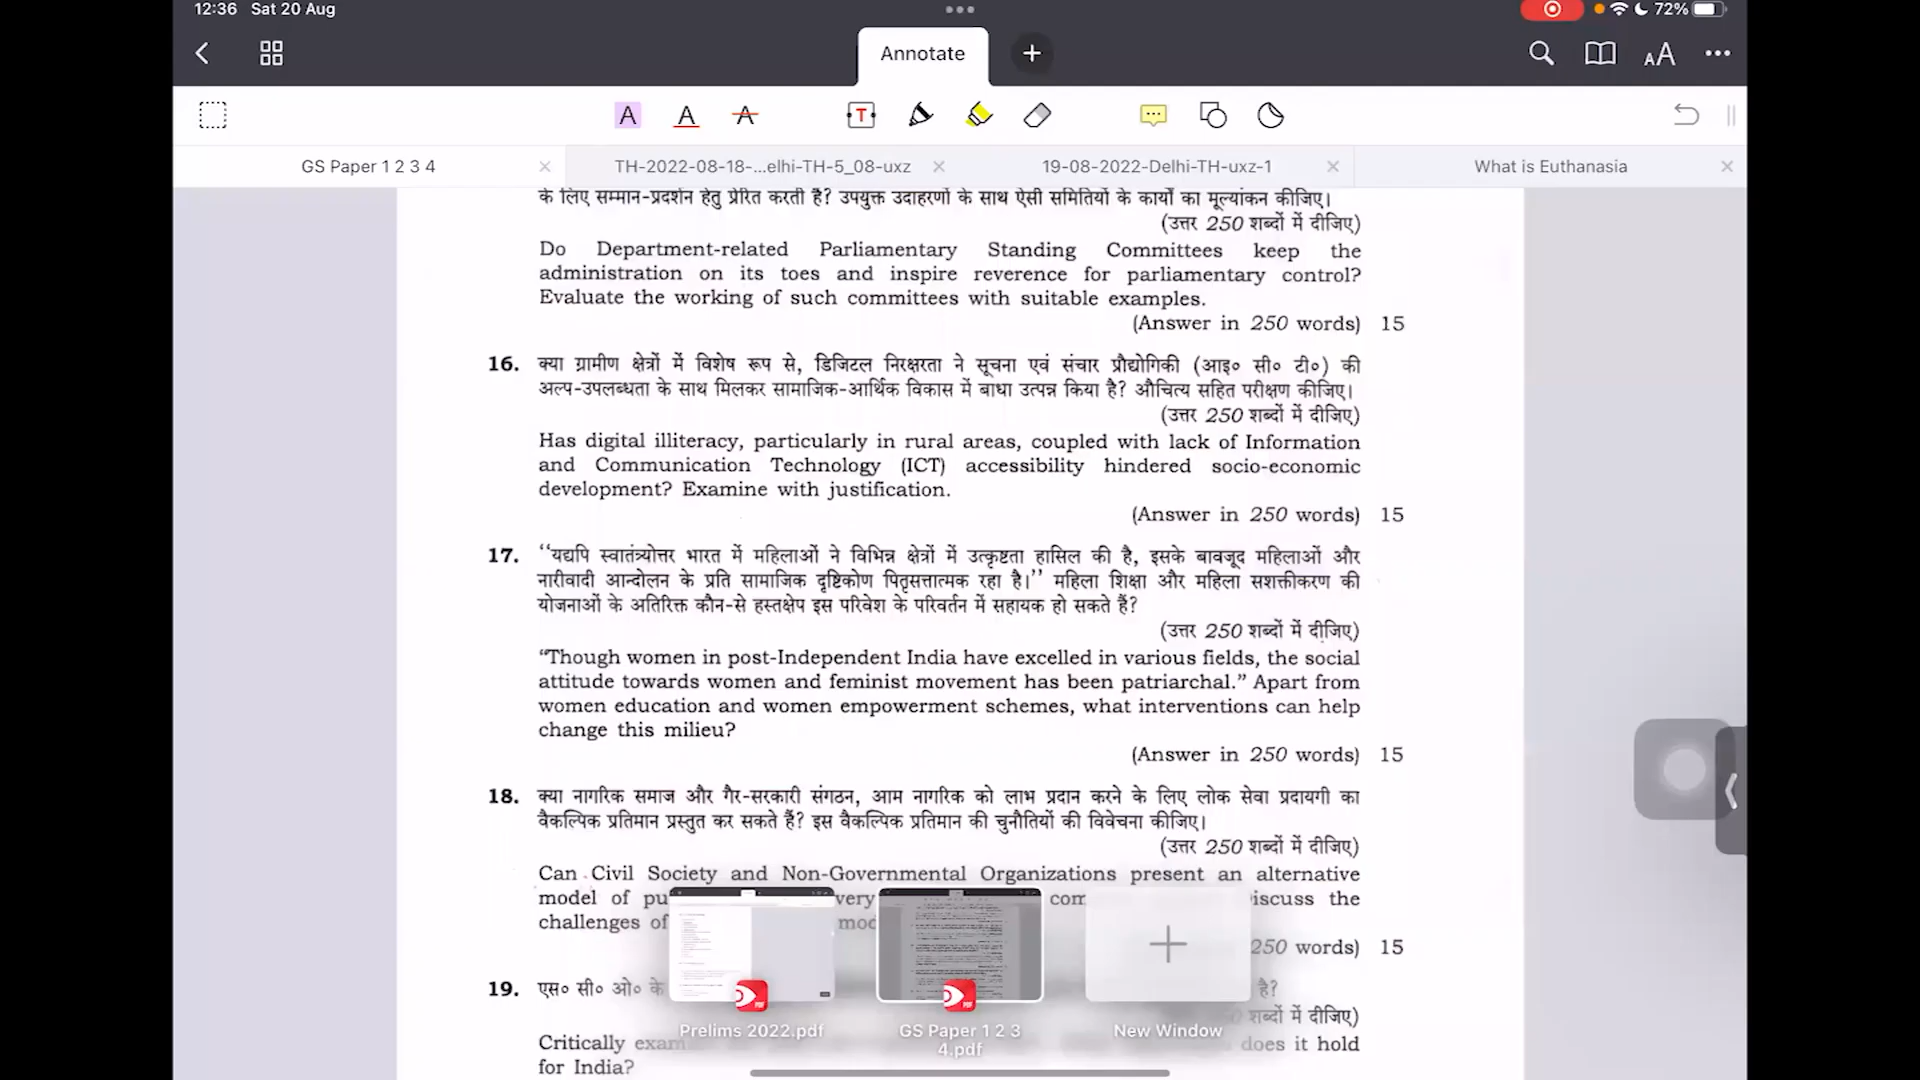 12:36 Sat 20 Aug
72%
Annotate
A A A T
AA
GS Paper 1 2 3 4
TH-2022-08-18-...elhi-TH-5_08-uxz
19-08-2022-Delhi-TH-uxz-1
What is Euthanasia
के लिए सम्मान-प्रदर्शन हेतु प्रेरित करती हैं? उपयुक्त उदाहरणों के साथ ऐसी समितियों के कार्यों का मूल्यांकन कीजिए।
(उत्तर 250 शब्दों में दीजिए)
Do Department-related Parliamentary Standing Committees keep the
administration on its toes and inspire reverence for parliamentary control?
Evaluate the working of such committees with suitable examples.
(Answer in 250 words) 15
16. क्या ग्रामीण क्षेत्रों में विशेष रूप से, डिजिटल निरक्षरता ने सूचना एवं संचार प्रौद्योगिकी (आइ० सी० टी०) की
अल्प-उपलब्धता के साथ मिलकर सामाजिक-आर्थिक विकास में बाधा उत्पन्न किया है? औचित्य सहित परीक्षण कीजिए।
(उत्तर 250 शब्दों में दीजिए)
Has digital illiteracy, particularly in rural areas, coupled with lack of Information
and Communication Technology (ICT) accessibility hindered socio-economic
development? Examine with justification.
(Answer in 250 words) 15
17. “यद्यपि स्वातंत्र्योत्तर भारत में महिलाओं ने विभिन्न क्षेत्रों में उत्कृष्टता हासिल की है, इसके बावजूद महिलाओं और
नारीवादी आन्दोलन के प्रति सामाजिक दृष्टिकोण पितृसत्तात्मक रहा है।” महिला शिक्षा और महिला सशक्तीकरण की
योजनाओं के अतिरिक्त कौन-से हस्तक्षेप इस परिवेश के परिवर्तन में सहायक हो सकते हैं?
(उत्तर 250 शब्दों में दीजिए)
“Though women in post-Independent India have excelled in various fields, the social
attitude towards women and feminist movement has been patriarchal.” Apart from
women education and women empowerment schemes, what interventions can help
change this milieu?
(Answer in 250 words) 15
18. क्या नागरिक समाज और गैर-सरकारी संगठन, आम नागरिक को लाभ प्रदान करने के लिए लोक सेवा प्रदायगी का
वैकल्पिक प्रतिमान प्रस्तुत कर सकते हैं? इस वैकल्पिक प्रतिमान की चुनौतियों की विवेचना कीजिए।
(उत्तर 250 शब्दों में दीजिए)
Can Civil Society and Non-Governmental Organizations present an alternative
model of the
challenges of
250 words) 15
19. एस० सी० ओ० के है?
शब्दों में दीजिए)
Critically does it hold
for India?
Prelims 2022.pdf
GS Paper 1 2 3
4.pdf
New Window